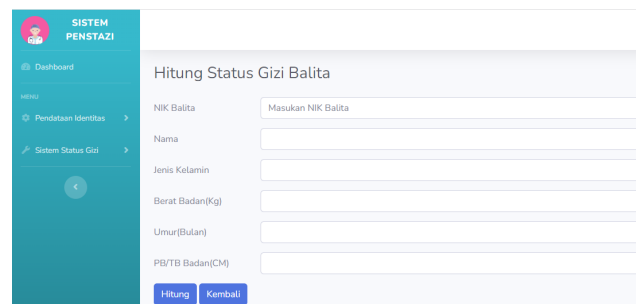 SISTEM
PENSTAZI
Dashboard
MENU
Pendataan Identitas
Sistem Status Gizi
Hitung Status Gizi Balita
NIK Balita
Masukan NIK Balita
Nama
Jenis Kelamin
Berat Badan(Kg)
Umur(Bulan)
PB/TB Badan(CM)
Hitung Kembali